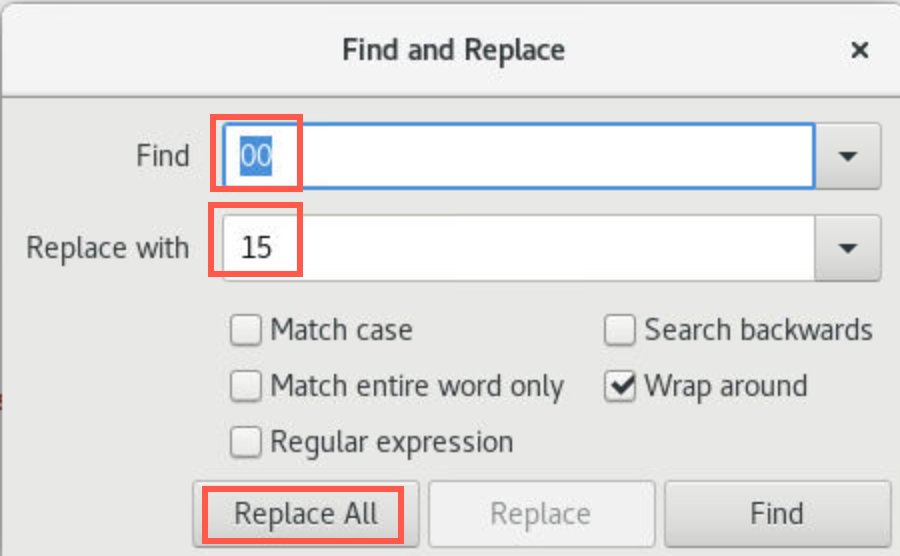 Find and Replace
Find 00
Replace with 15
Match case Search backwards
Match entire word only Wrap around
Regular expression
Replace All Replace Find